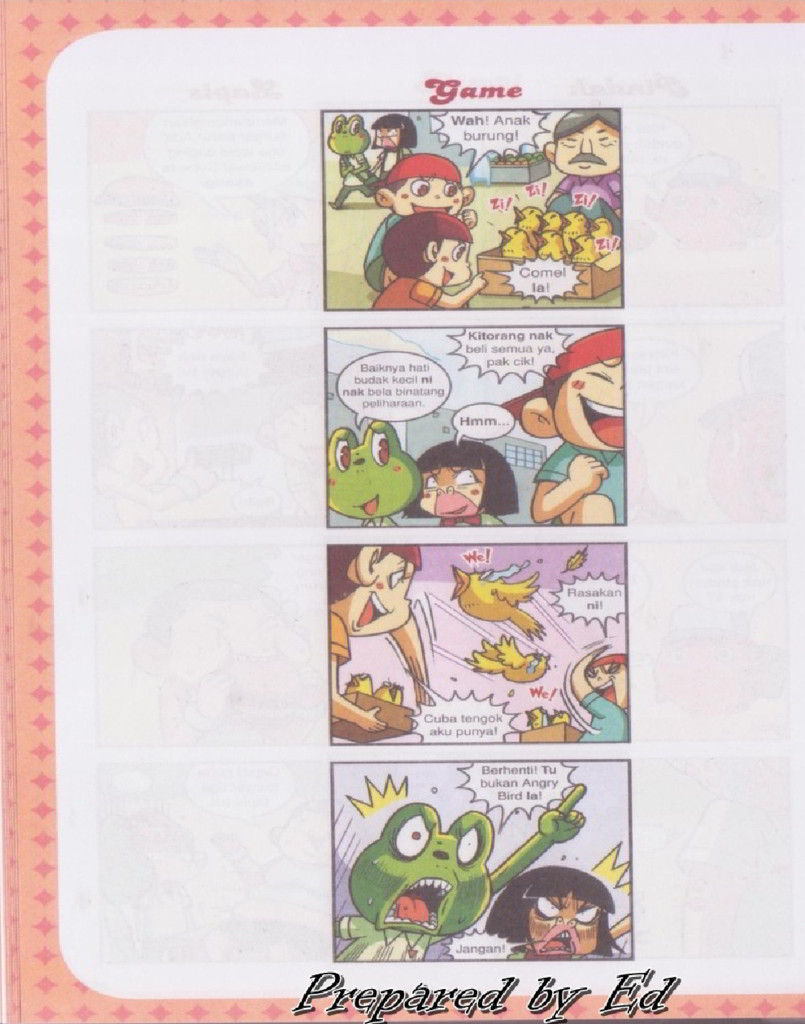 Game
Wah! Anak
burung!
Zi!
Zi!
Zi!
Zi!
Comel
la!
Kitorang nak
beli semua ya,
pak cik!
Baiknya hati
budak kecil ni
nak bela binatang
peliharaan.
Hmm...
We!
Rasakan
ni!
We!
Cuba tengok
aku punya!
Berhenti! Tu
bukan Angry
Bird la!
Jangan!
Prepared by Ed